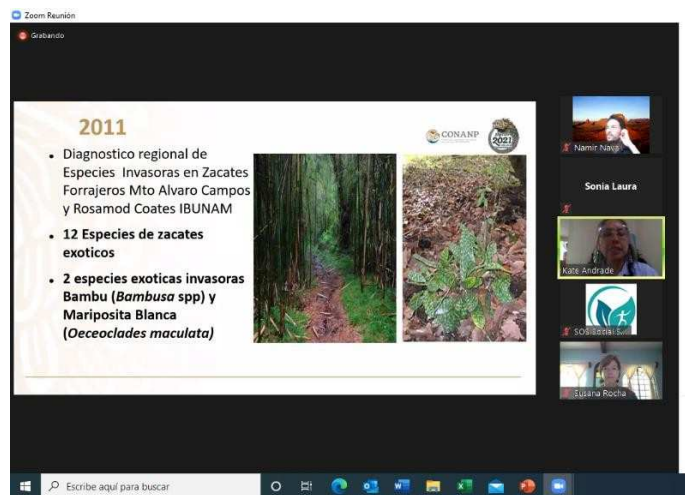 Zoom Reunión
Grabando
2011
CONANP
2021
• Diagnostico regional de
Especies Invasoras en Zacates
Forrajeros Mto Alvaro Campos
y Rosamod Coates IBUNAM
• 12 Especies de zacates
exoticos
• 2 especies exoticas invasoras
Bambu (Bambusa spp) y
Mariposita Blanca
(Oeceoclades maculata)
Namir Nava
Sonia Laura
Kate Andrade
SOS
Susana Rocha
Escribe aquí para buscar